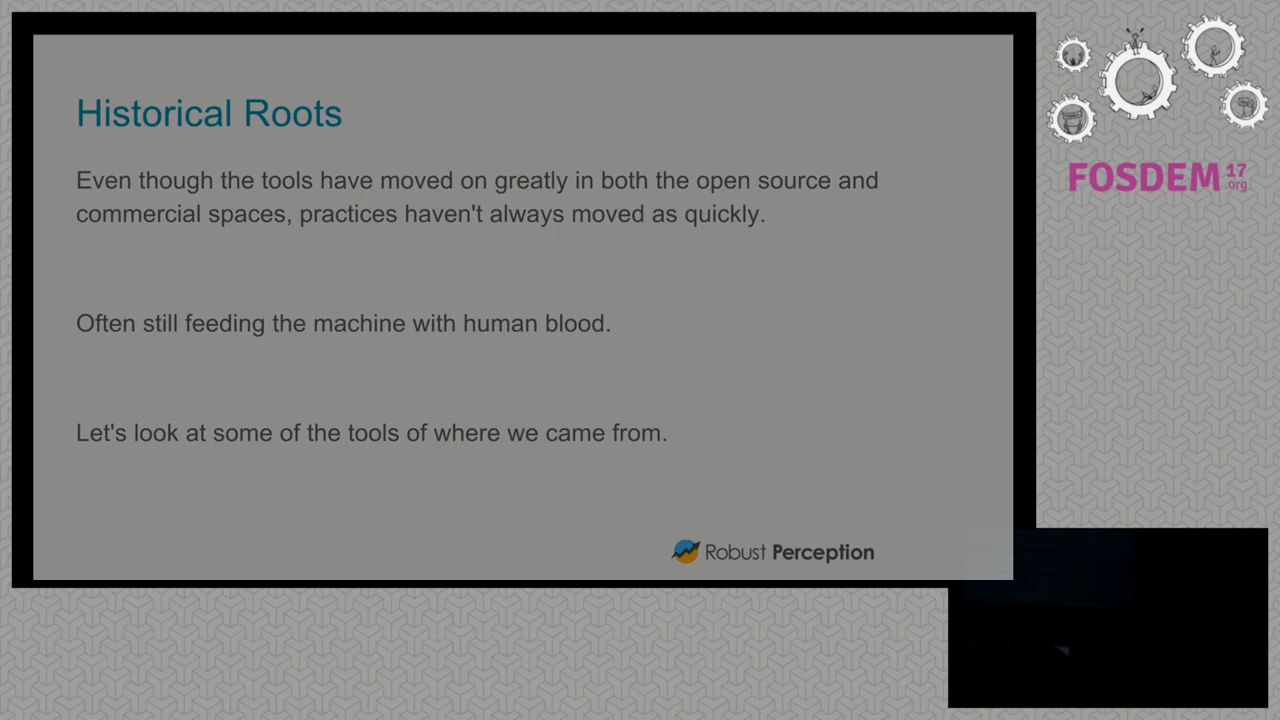 Historical Roots
Even though the tools have moved on greatly in both the open source and
commercial spaces, practices haven't always moved as quickly.
Often still feeding the machine with human blood.
Let's look at some of the tools of where we came from.
Robust Perception
FOSDEM 17
.org